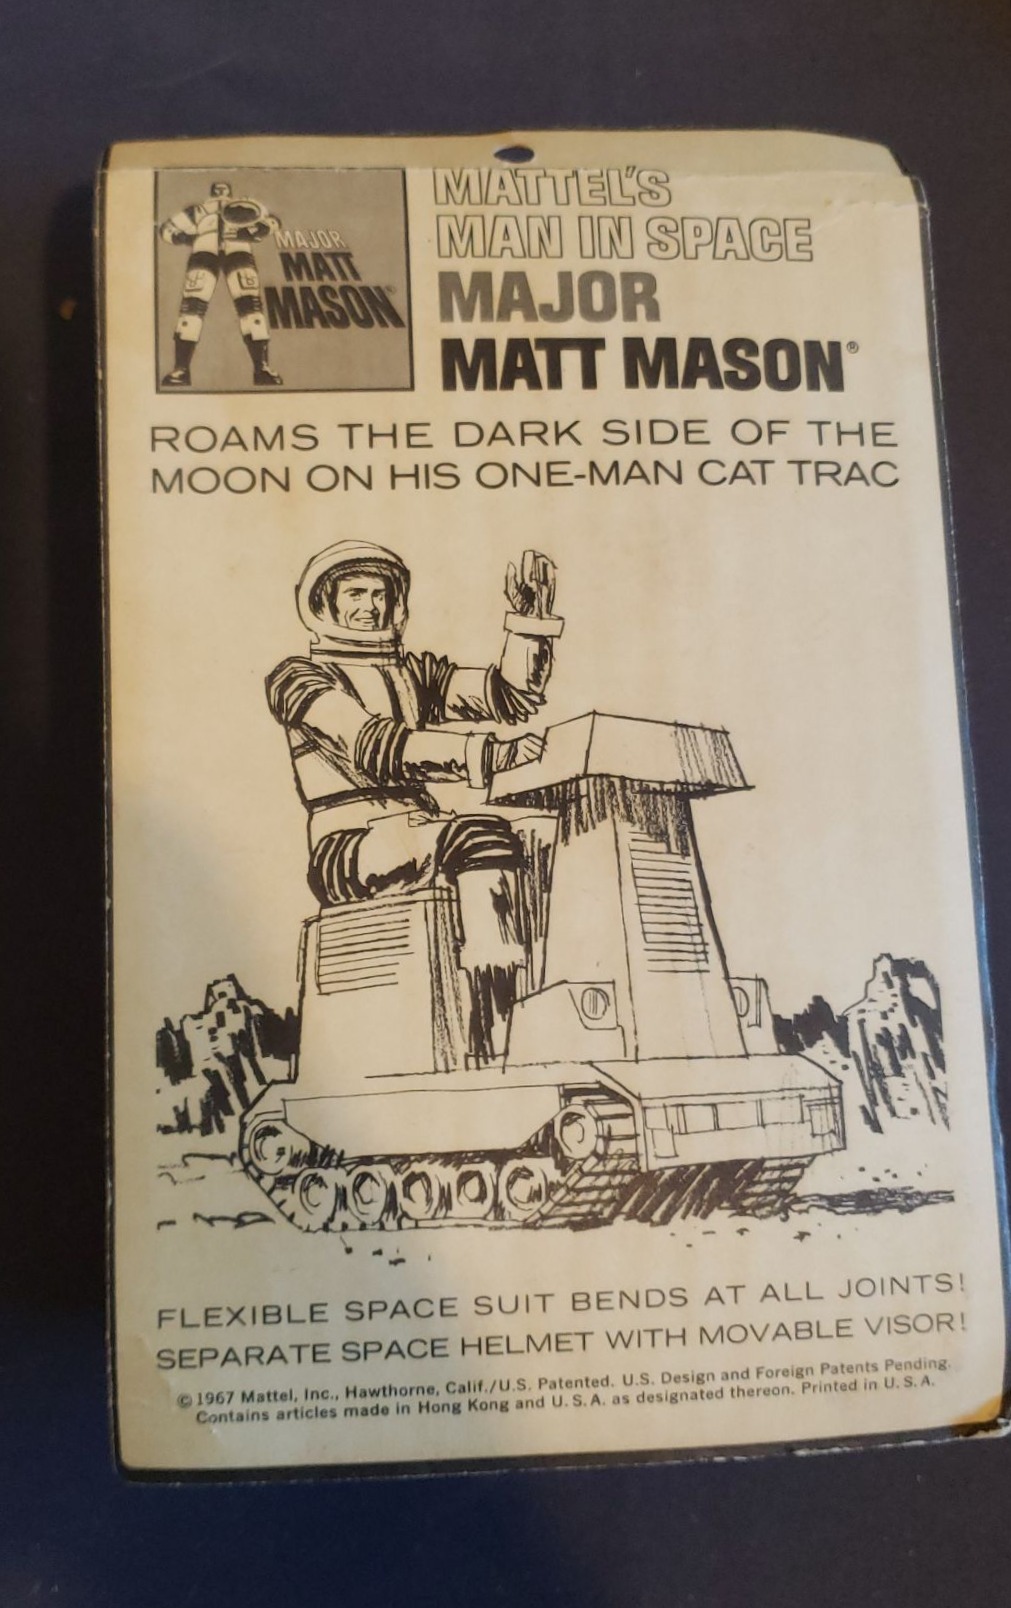 MAJOR
MATT
MASON®
MATTEL'S
MAN IN SPACE
MAJOR
MATT MASON®
ROAMS THE DARK SIDE OF THE
MOON ON HIS ONE-MAN CAT TRAC
FLEXIBLE SPACE SUIT BENDS AT ALL JOINTS!
SEPARATE SPACE HELMET WITH MOVABLE VISOR!
© 1967 Mattel, Inc., Hawthorne, Calif./U.S. Patented. U.S. Design and Foreign Patents Pending.
Contains articles made in Hong Kong and U.S.A. as designated thereon. Printed in U.S.A.